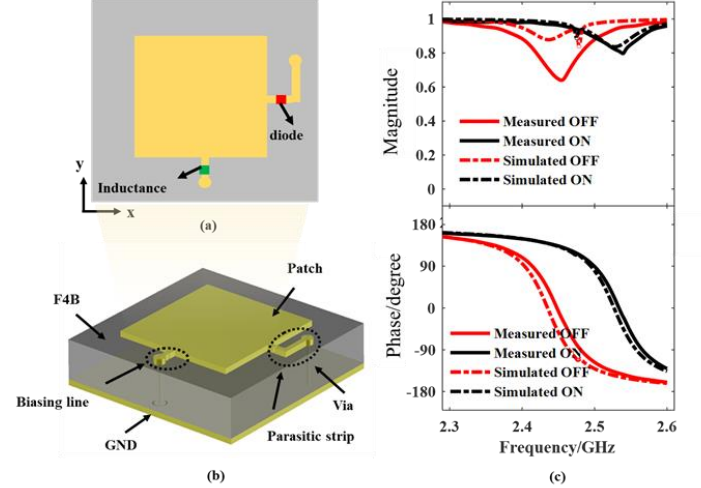 diode
Inductance
y
x
(a)
Patch
F4B
Biasing line
GND
Via
Parasitic strip
(b)
1
0.8
0.6
0.4
0.2
0
Magnitude
Measured OFF
Measured ON
Simulated OFF
Simulated ON
180
90
0
-90
-180
Phase/degree
Measured OFF
Measured ON
Simulated OFF
Simulated ON
2.3
2.4
2.5
2.6
Frequency/GHz
(c)